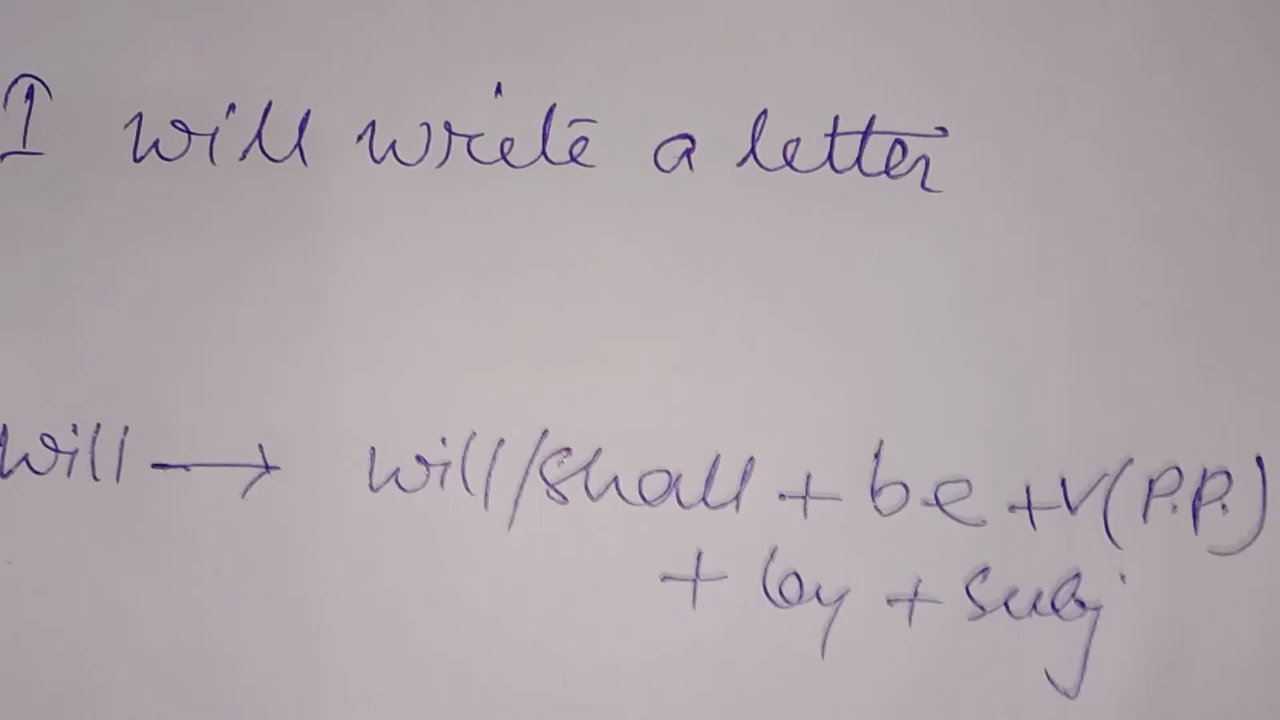 I will write a letter
will → will/shall + be + v(P.P.)
+ by + subj